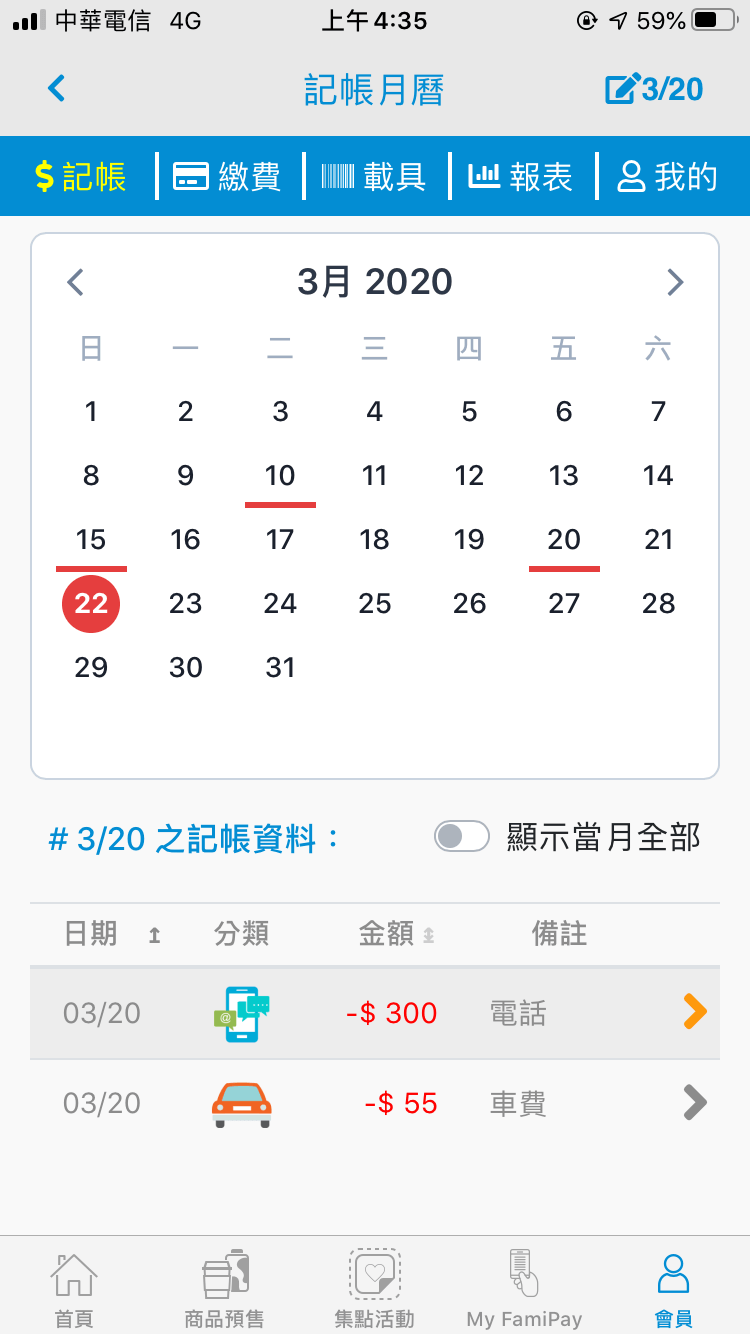 中華電信 4G 上午4:35 59%
記帳月曆 3/20
$記帳 繳費 載具 報表 我的
3月 2020
日 一 二 三 四 五 六
1 2 3 4 5 6 7
8 9 10 11 12 13 14
15 16 17 18 19 20 21
22 23 24 25 26 27 28
29 30 31
# 3/20 之記帳資料： 顯示當月全部
日期 分類 金額 備註
03/20 @ -$ 300 電話
03/20 -$ 55 車費
首頁 商品預售 集點活動 My FamiPay 會員